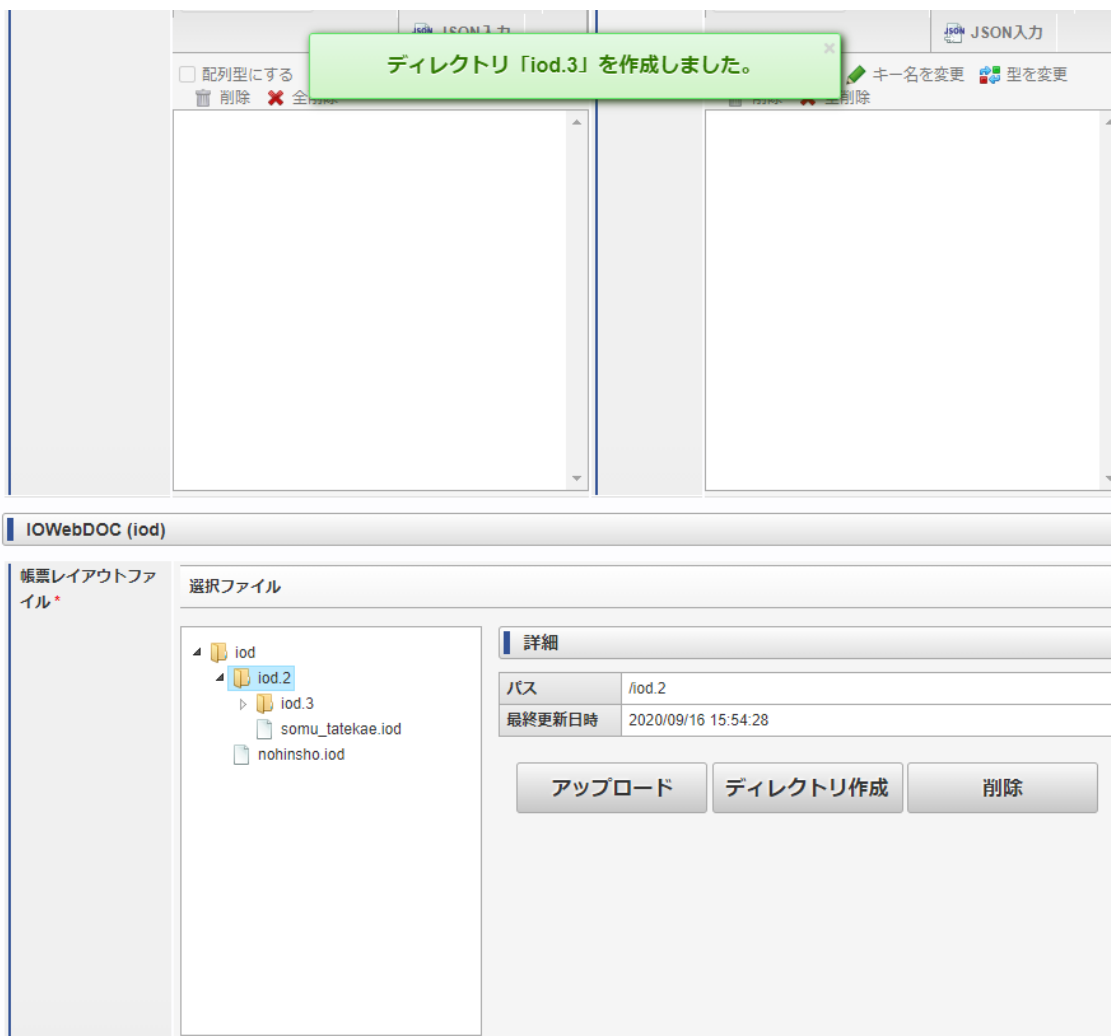 JSON入力
JSON入力
ディレクトリ「iod.3」を作成しました。
配列型にする
キー名を変更 型を変更
削除 全削除
削除 全削除
IOWebDOC (iod)
帳票レイアウトファ
イル*
選択ファイル
iod
iod.2
iod.3
somu_tatekae.iod
nohinsho.iod
詳細
パス /iod.2
最終更新日時 2020/09/16 15:54:28
アップロード ディレクトリ作成 削除